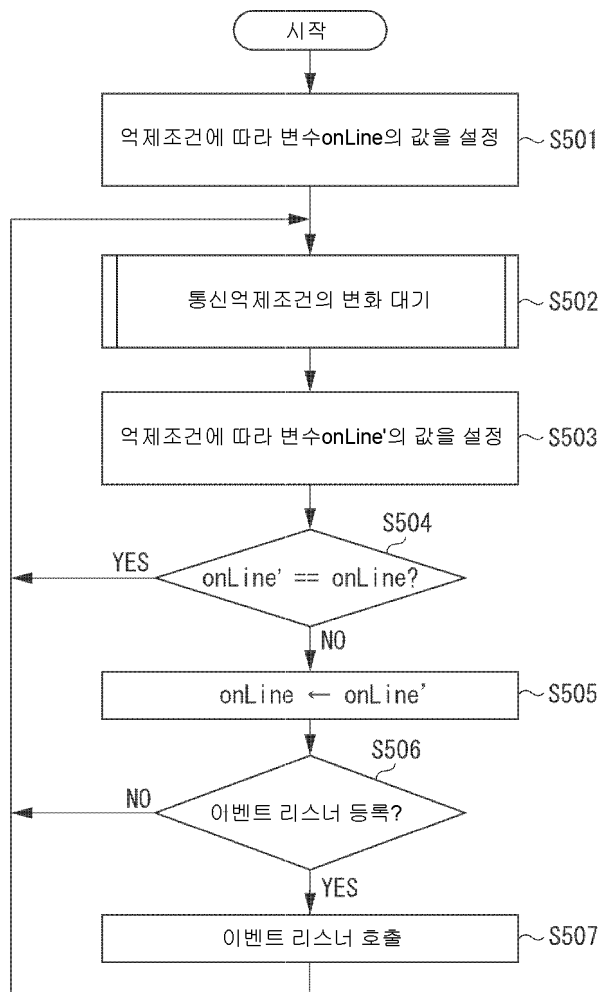 시작
억제조건에 따라 변수onLine의 값을 설정
S501
통신억제조건의 변화 대기
S502
억제조건에 따라 변수onLine'의 값을 설정
S503
S504
YES
onLine' == onLine?
NO
onLine ← onLine'
S505
S506
NO
이벤트 리스너 등록?
YES
이벤트 리스너 호출
S507